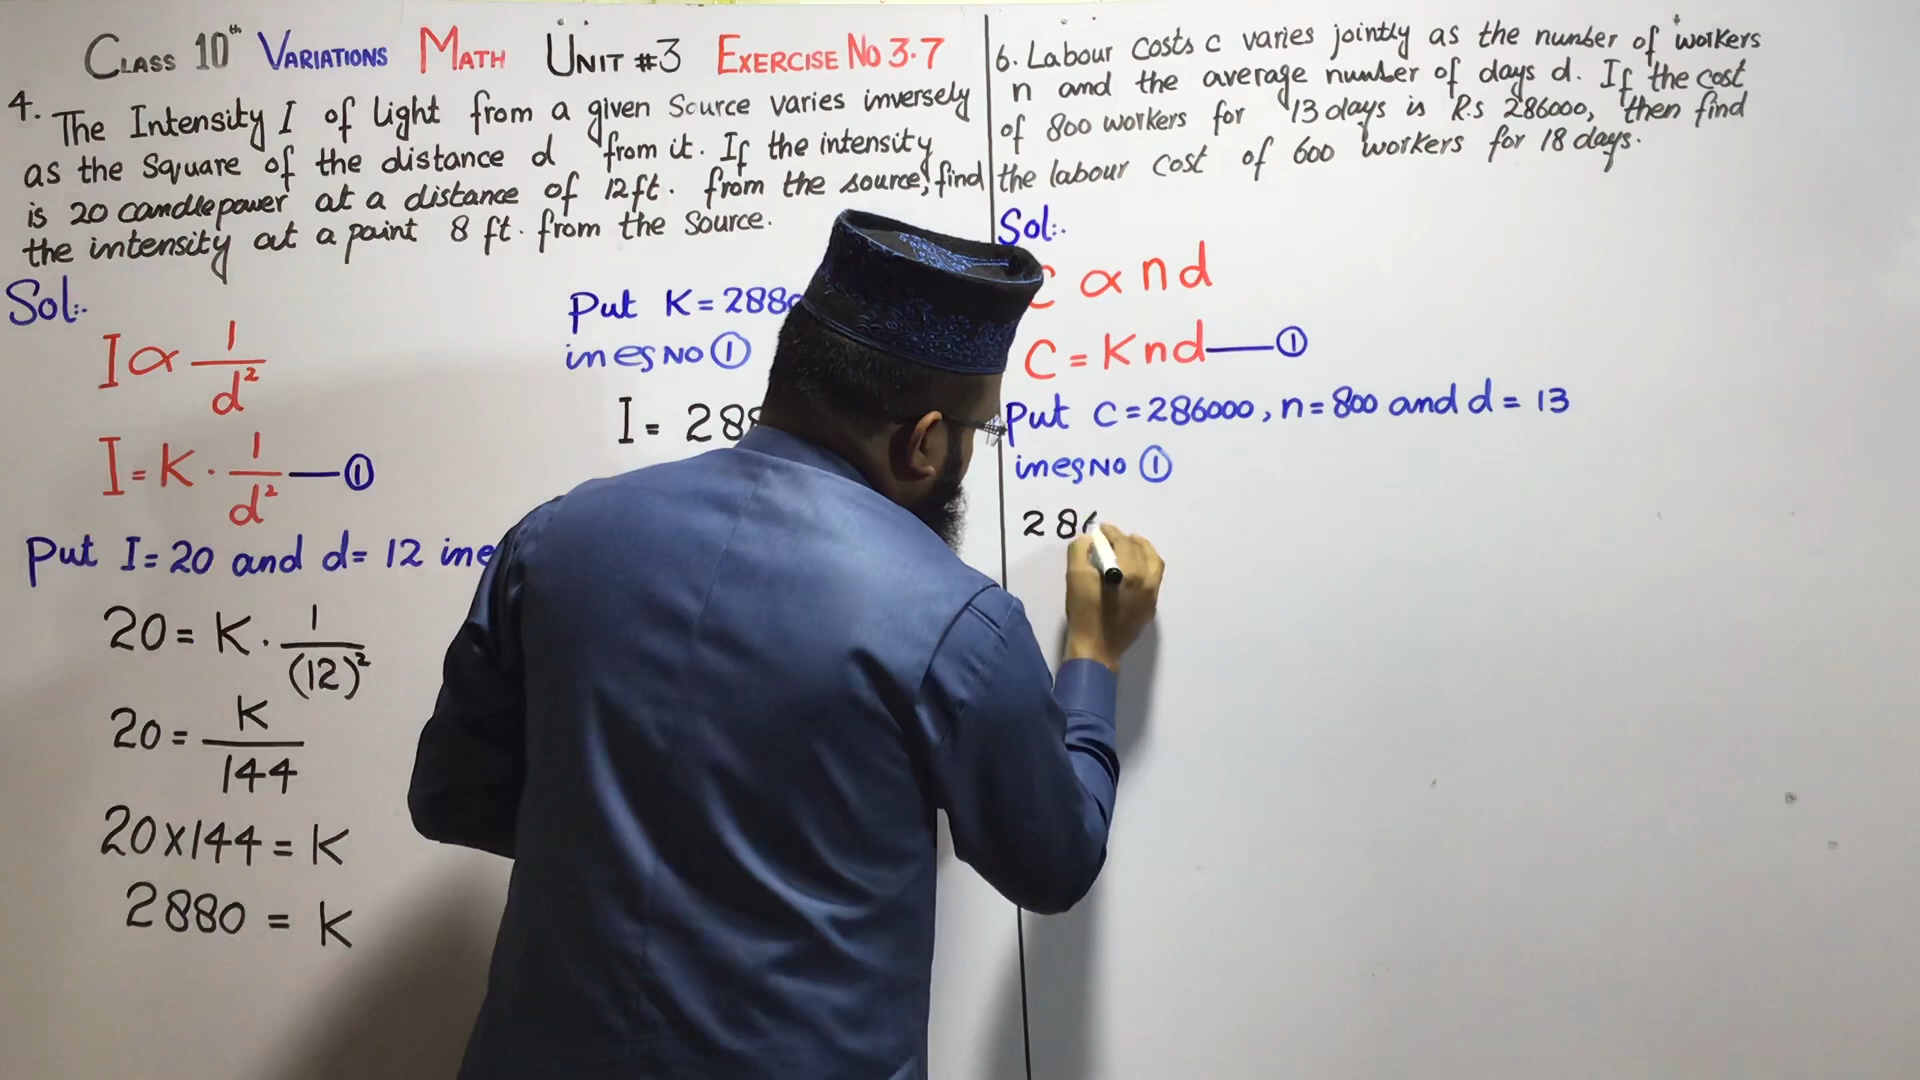 CLASS 10th VARIATIONS MATH UNIT #3 EXERCISE NO 3.7
4. The Intensity I of light from a given Source varies inversely
as the Square of the distance d from it. If the intensity
is 20 candlepower at a distance of 12ft. from the source, find
the intensity at a point 8 ft. from the Source.
Sol:.
I ∝ 1/d²
I = K · 1/d² — ①
Put I = 20 and d = 12 in
20 = K · 1/(12)²
20 = K/144
20 x 144 = K
2880 = K
Put K = 288
in eq NO ①
I = 28
6. Labour Costs c varies jointly as the number of workers
n and the average number of days d. If the cost
of 800 workers for 13 days is R.s 286000, then find
the labour cost of 600 workers for 18 days.
Sol:.
C ∝ n d
C = K n d — ①
Put C = 286000, n = 800 and d = 13
in eq NO ①
28